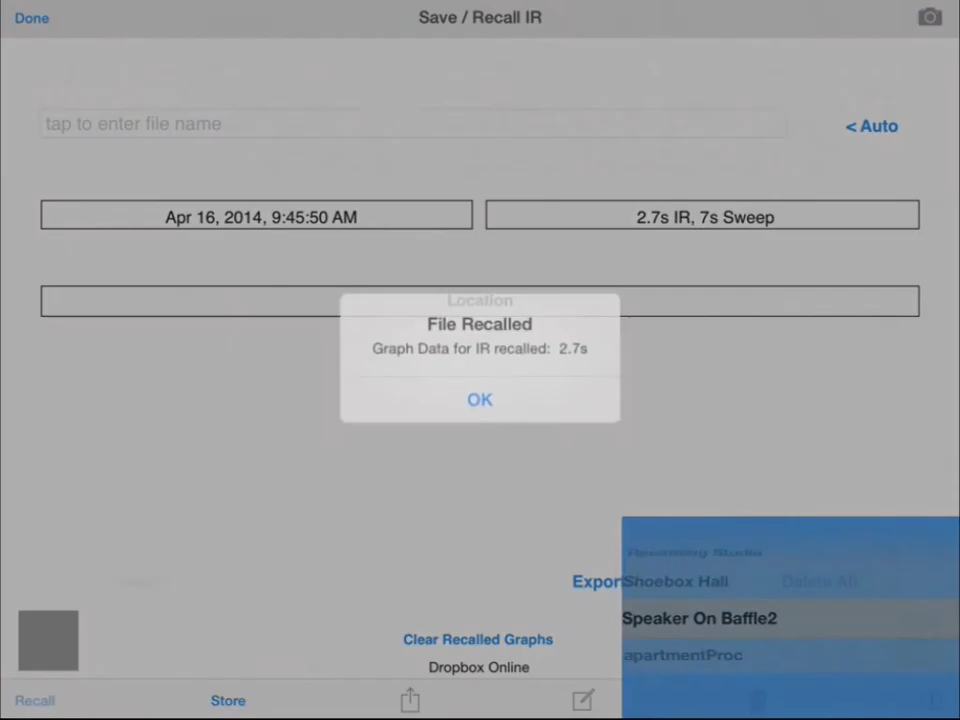 Done
Save / Recall IR
tap to enter file name
< Auto
Apr 16, 2014, 9:45:50 AM
2.7s IR, 7s Sweep
Location
File Recalled
Graph Data for IR recalled: 2.7s
OK
Recording Studio
Expor
Shoebox Hall
Delete All
Speaker On Baffle2
Clear Recalled Graphs
apartmentProc
Dropbox Online
Recall
Store